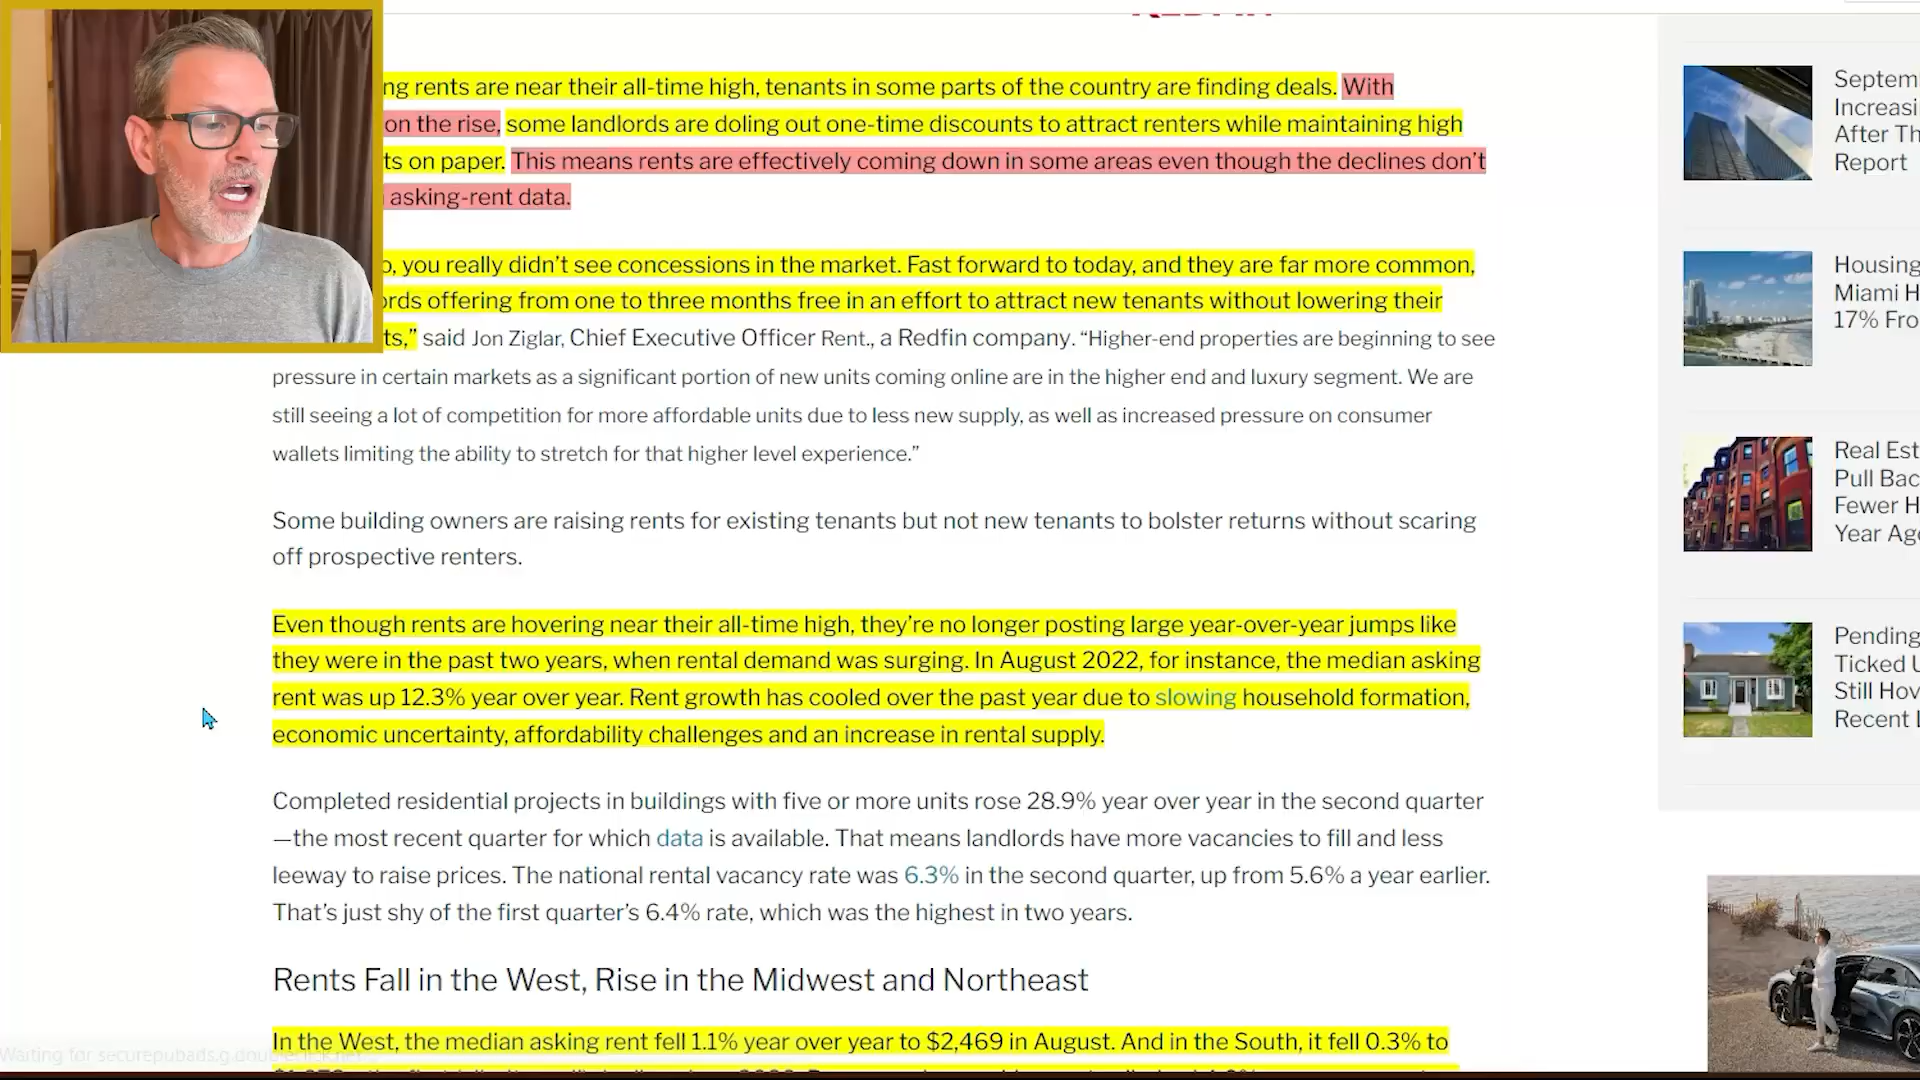 ng rents are near their all-time high, tenants in some parts of the country are finding deals. With
on the rise, some landlords are doling out one-time discounts to attract renters while maintaining high
ts on paper. This means rents are effectively coming down in some areas even though the declines don’t
asking-rent data.
o, you really didn’t see concessions in the market. Fast forward to today, and they are far more common,
rds offering from one to three months free in an effort to attract new tenants without lowering their
ts,” said Jon Ziglar, Chief Executive Officer Rent., a Redfin company. “Higher-end properties are beginning to see
pressure in certain markets as a significant portion of new units coming online are in the higher end and luxury segment. We are
still seeing a lot of competition for more affordable units due to less new supply, as well as increased pressure on consumer
wallets limiting the ability to stretch for that higher level experience.”
Some building owners are raising rents for existing tenants but not new tenants to bolster returns without scaring
off prospective renters.
Even though rents are hovering near their all-time high, they’re no longer posting large year-over-year jumps like
they were in the past two years, when rental demand was surging. In August 2022, for instance, the median asking
rent was up 12.3% year over year. Rent growth has cooled over the past year due to slowing household formation,
economic uncertainty, affordability challenges and an increase in rental supply.
Completed residential projects in buildings with five or more units rose 28.9% year over year in the second quarter
—the most recent quarter for which data is available. That means landlords have more vacancies to fill and less
leeway to raise prices. The national rental vacancy rate was 6.3% in the second quarter, up from 5.6% a year earlier.
That’s just shy of the first quarter’s 6.4% rate, which was the highest in two years.
Rents Fall in the West, Rise in the Midwest and Northeast
In the West, the median asking rent fell 1.1% year over year to $2,469 in August. And in the South, it fell 0.3% to
Septem
Increasi
After Th
Report
Housing
Miami H
17% Fro
Real Est
Pull Bac
Fewer H
Year Ag
Pending
Ticked U
Still Hov
Recent L
Waiting for securepubads.g.doubleclick.net...